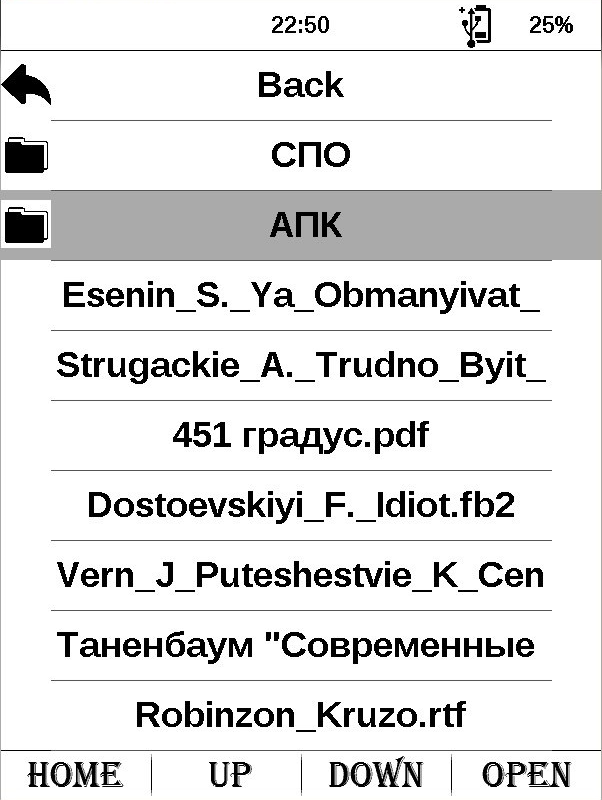 22:50 25%
Back
СПО
АПК
Esenin_S._Ya_Obmanyivat_
Strugackie_A._Trudno_Byit_
451 градус.pdf
Dostoevskiyi_F._Idiot.fb2
Vern_J_Puteshestvie_K_Cen
Таненбаум "Современные
Robinzon_Kruzo.rtf
HOME UP DOWN OPEN